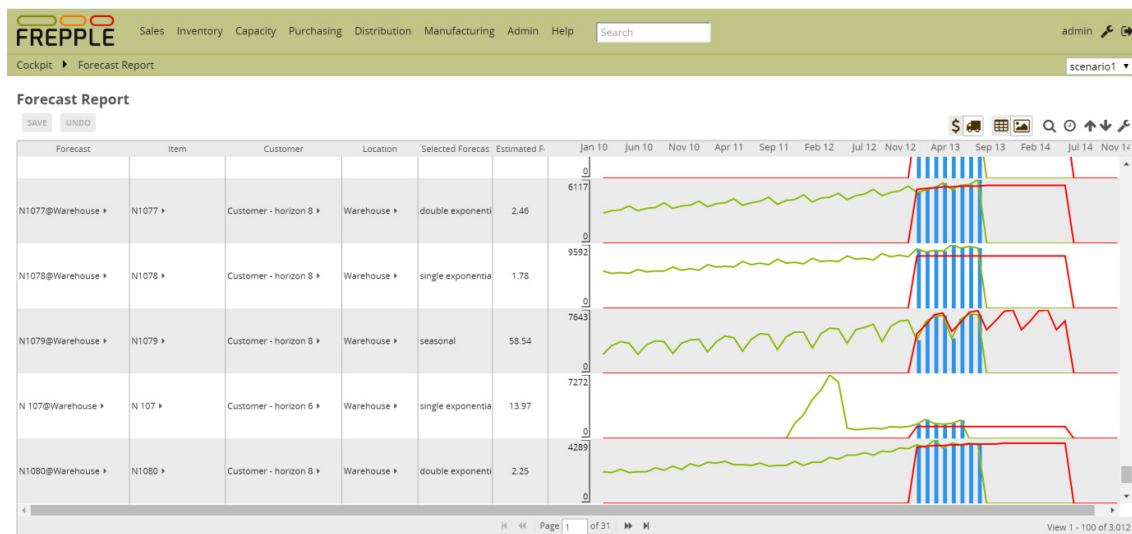 FREPPLE Sales Inventory Capacity Purchasing Distribution Manufacturing Admin Help Search admin
Cockpit Forecast Report scenario1
Forecast Report
SAVE UNDO
$
Forecast Item Customer Location Selected Forecas Estimated F Jan 10 Jun 10 Nov 10 Apr 11 Sep 11 Feb 12 Jul 12 Nov 12 Apr 13 Sep 13 Feb 14 Jul 14 Nov 14
0
6117
N1077@Warehouse N1077 Customer - horizon 8 Warehouse double exponenti 2.46
0
9592
N1078@Warehouse N1078 Customer - horizon 8 Warehouse single exponentia 1.78
0
7643
N1079@Warehouse N1079 Customer - horizon 8 Warehouse seasonal 58.54
0
7272
N 107@Warehouse N 107 Customer - horizon 6 Warehouse single exponentia 13.97
0
4289
N1080@Warehouse N1080 Customer - horizon 8 Warehouse double exponenti 2.25
0
Page 1 of 31 View 1 - 100 of 3,012